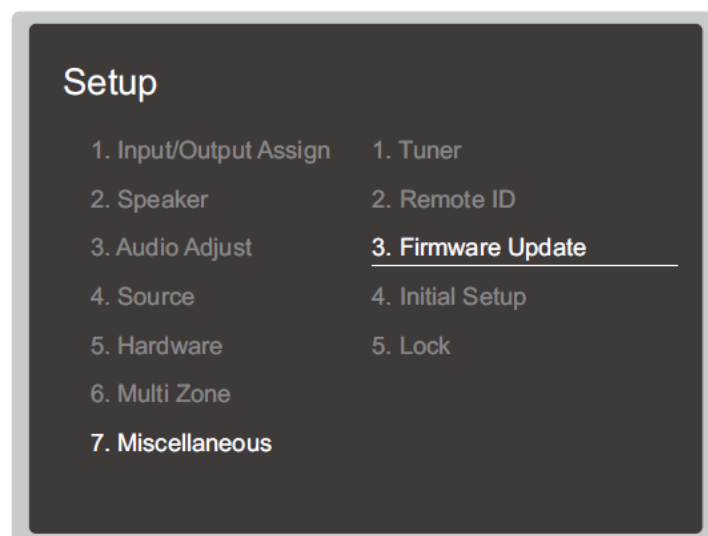 Setup
1. Input/Output Assign
2. Speaker
3. Audio Adjust
4. Source
5. Hardware
6. Multi Zone
7. Miscellaneous
1. Tuner
2. Remote ID
3. Firmware Update
4. Initial Setup
5. Lock